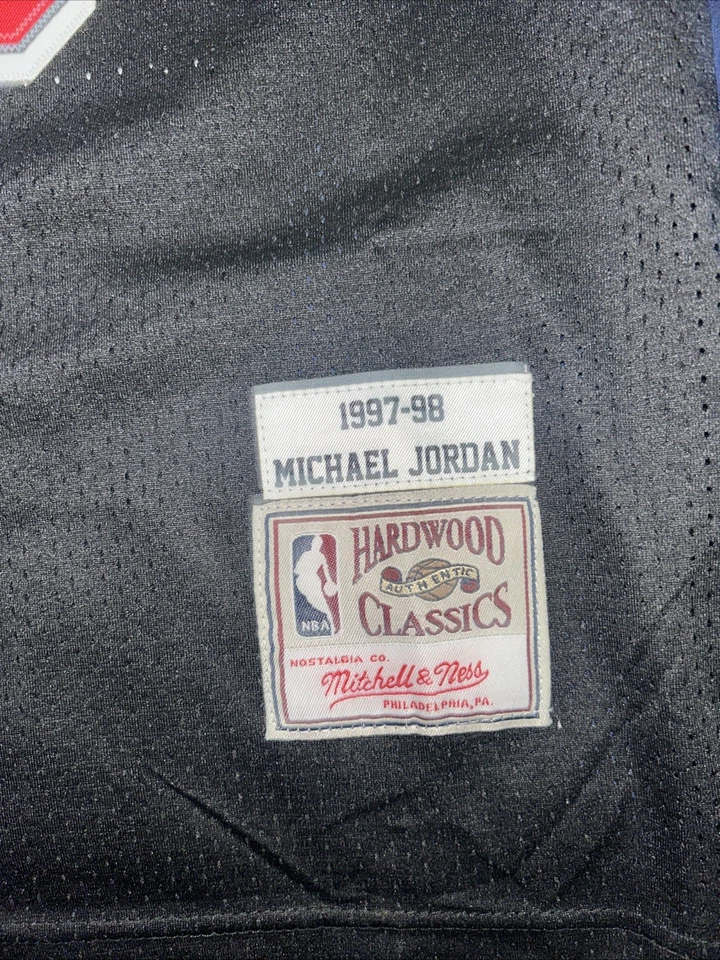 1997-98
MICHAEL JORDAN
HARDWOOD
AUTHENTIC
CLASSICS
NBA
NOSTALGIA CO.
Mitchell & Ness
PHILADELPHIA, PA.